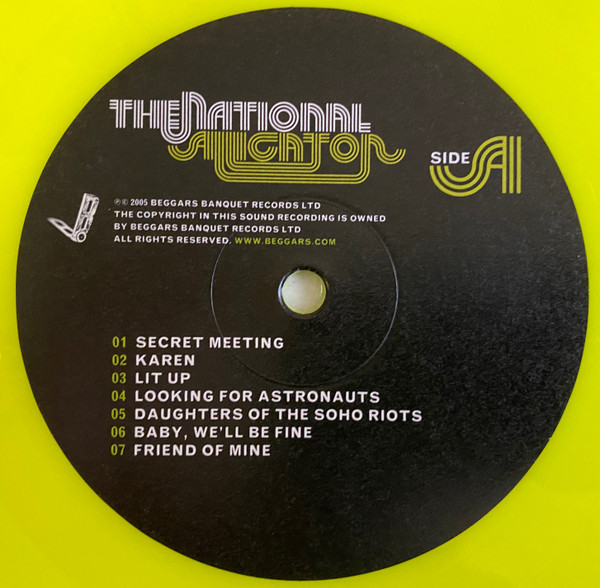 THE NATIONAL
ALLIGATOR
SIDE A
℗© 2005 BEGGARS BANQUET RECORDS LTD
THE COPYRIGHT IN THIS SOUND RECORDING IS OWNED
BY BEGGARS BANQUET RECORDS LTD
ALL RIGHTS RESERVED. WWW.BEGGARS.COM
01 SECRET MEETING
02 KAREN
03 LIT UP
04 LOOKING FOR ASTRONAUTS
05 DAUGHTERS OF THE SOHO RIOTS
06 BABY, WE'LL BE FINE
07 FRIEND OF MINE